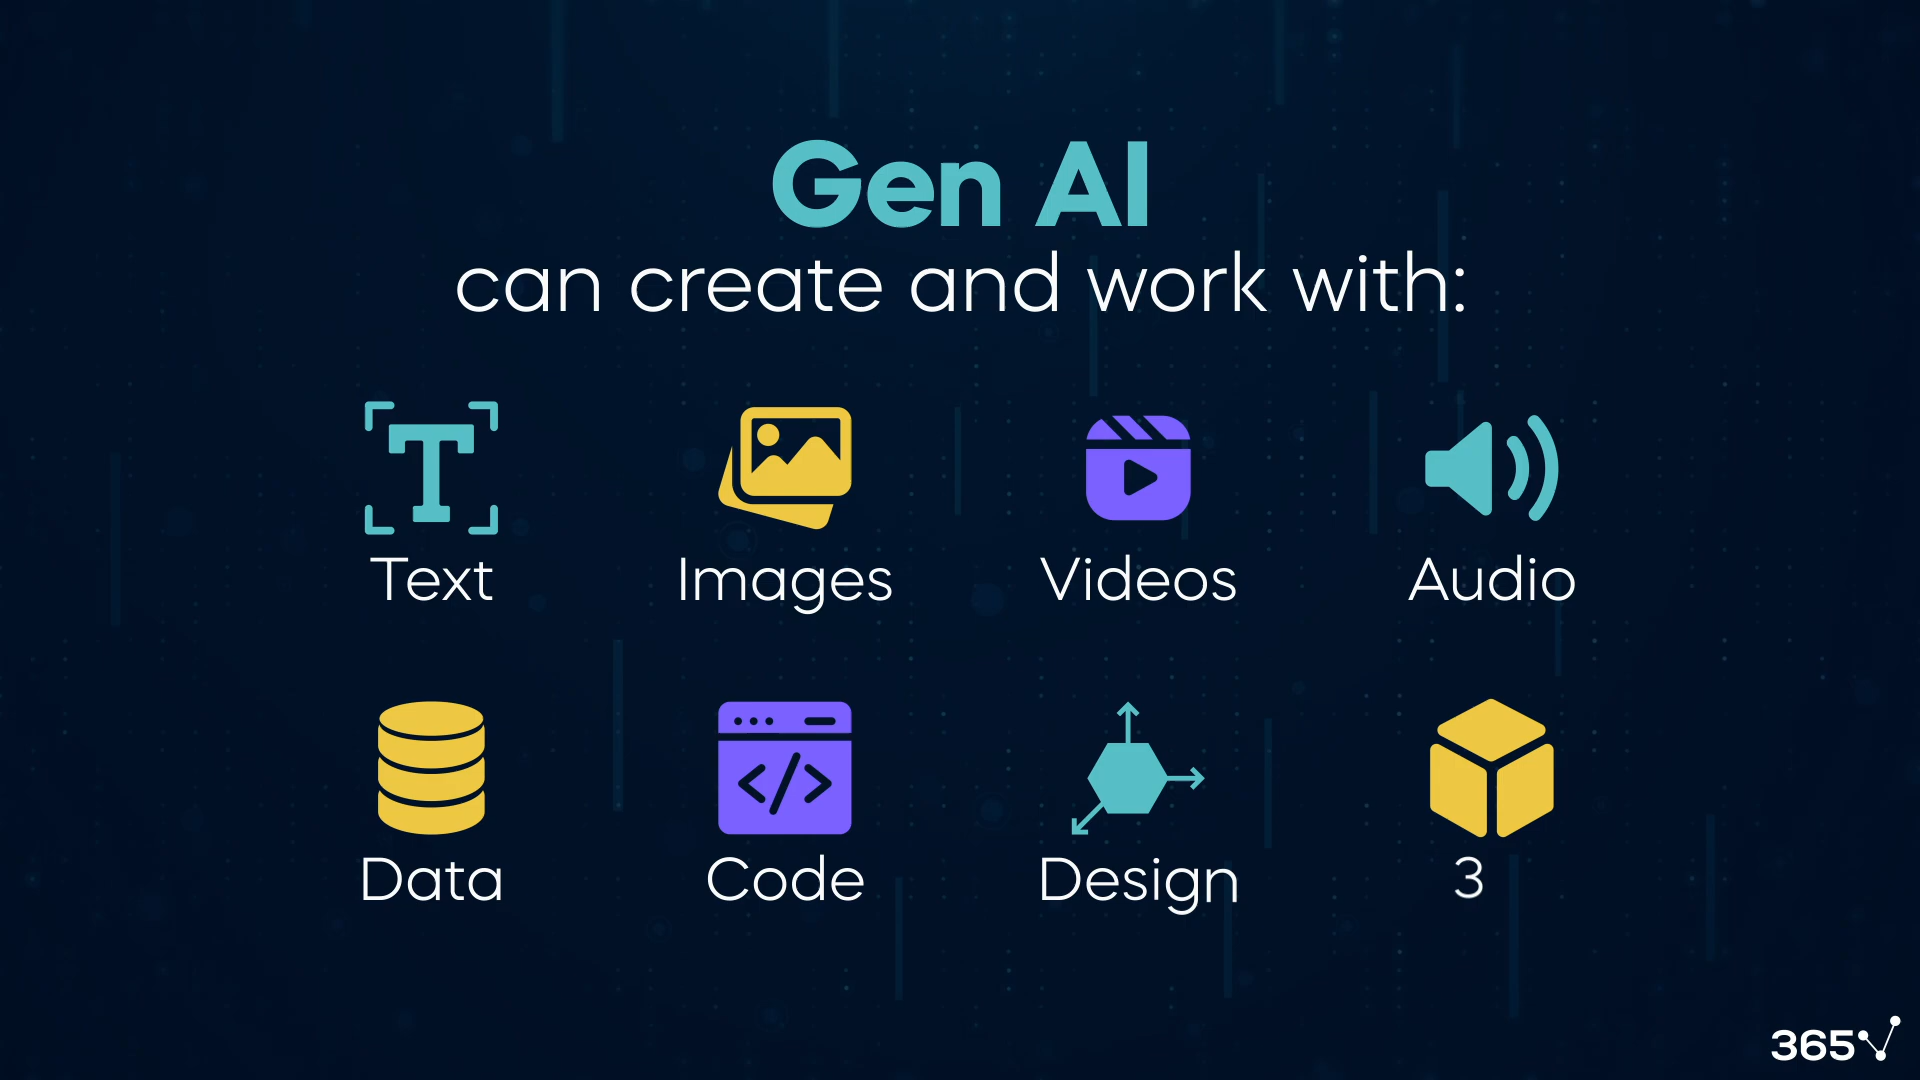 Gen AI
can create and work with:
Text
Images
Videos
Audio
</>
Data
Code
Design
3
365